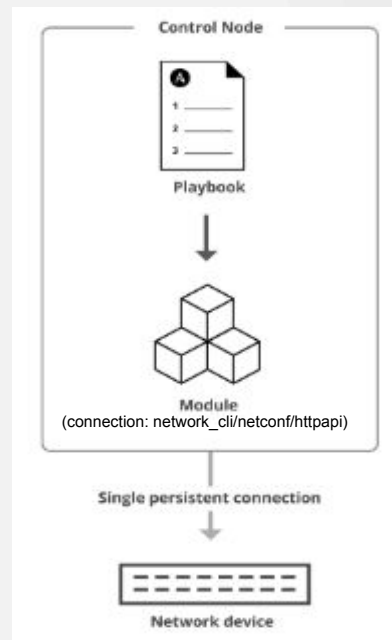 Control Node
A
1
2
3
Playbook
Module
(connection: network_cli/netconf/httpapi)
Single persistent connection
Network device